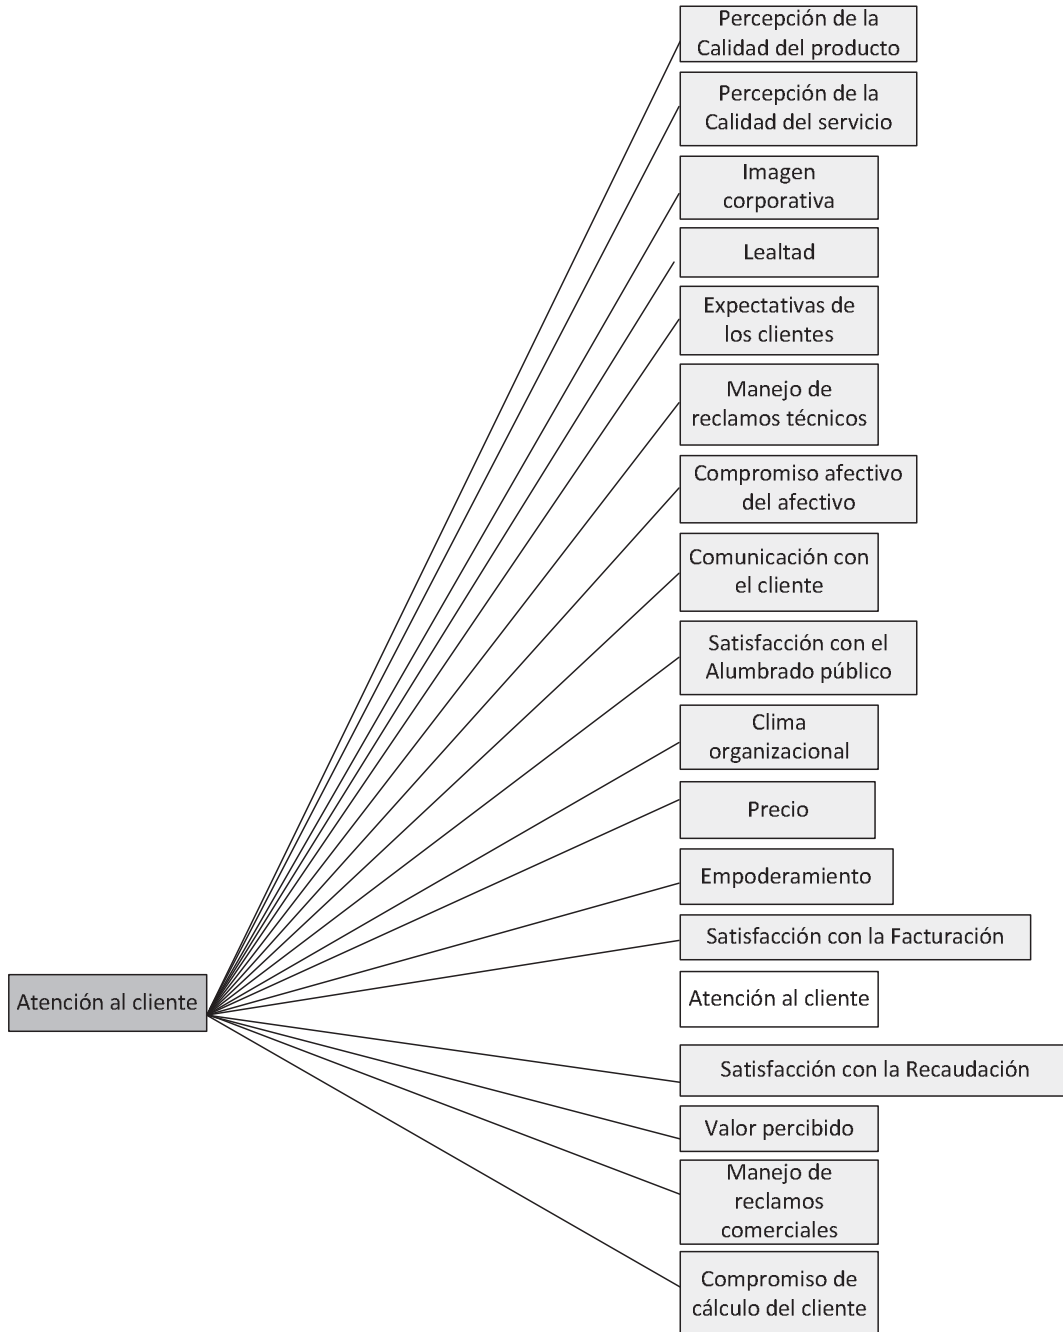 Percepción de la
Calidad del producto
Percepción de la
Calidad del servicio
Imagen
corporativa
Lealtad
Expectativas de
los clientes
Manejo de
reclamos técnicos
Compromiso afectivo
del afectivo
Comunicación con
el cliente
Satisfacción con el
Alumbrado público
Clima
organizacional
Precio
Empoderamiento
Satisfacción con la Facturación
Atención al cliente
Atención al cliente
Satisfacción con la Recaudación
Valor percibido
Manejo de
reclamos
comerciales
Compromiso de
cálculo del cliente